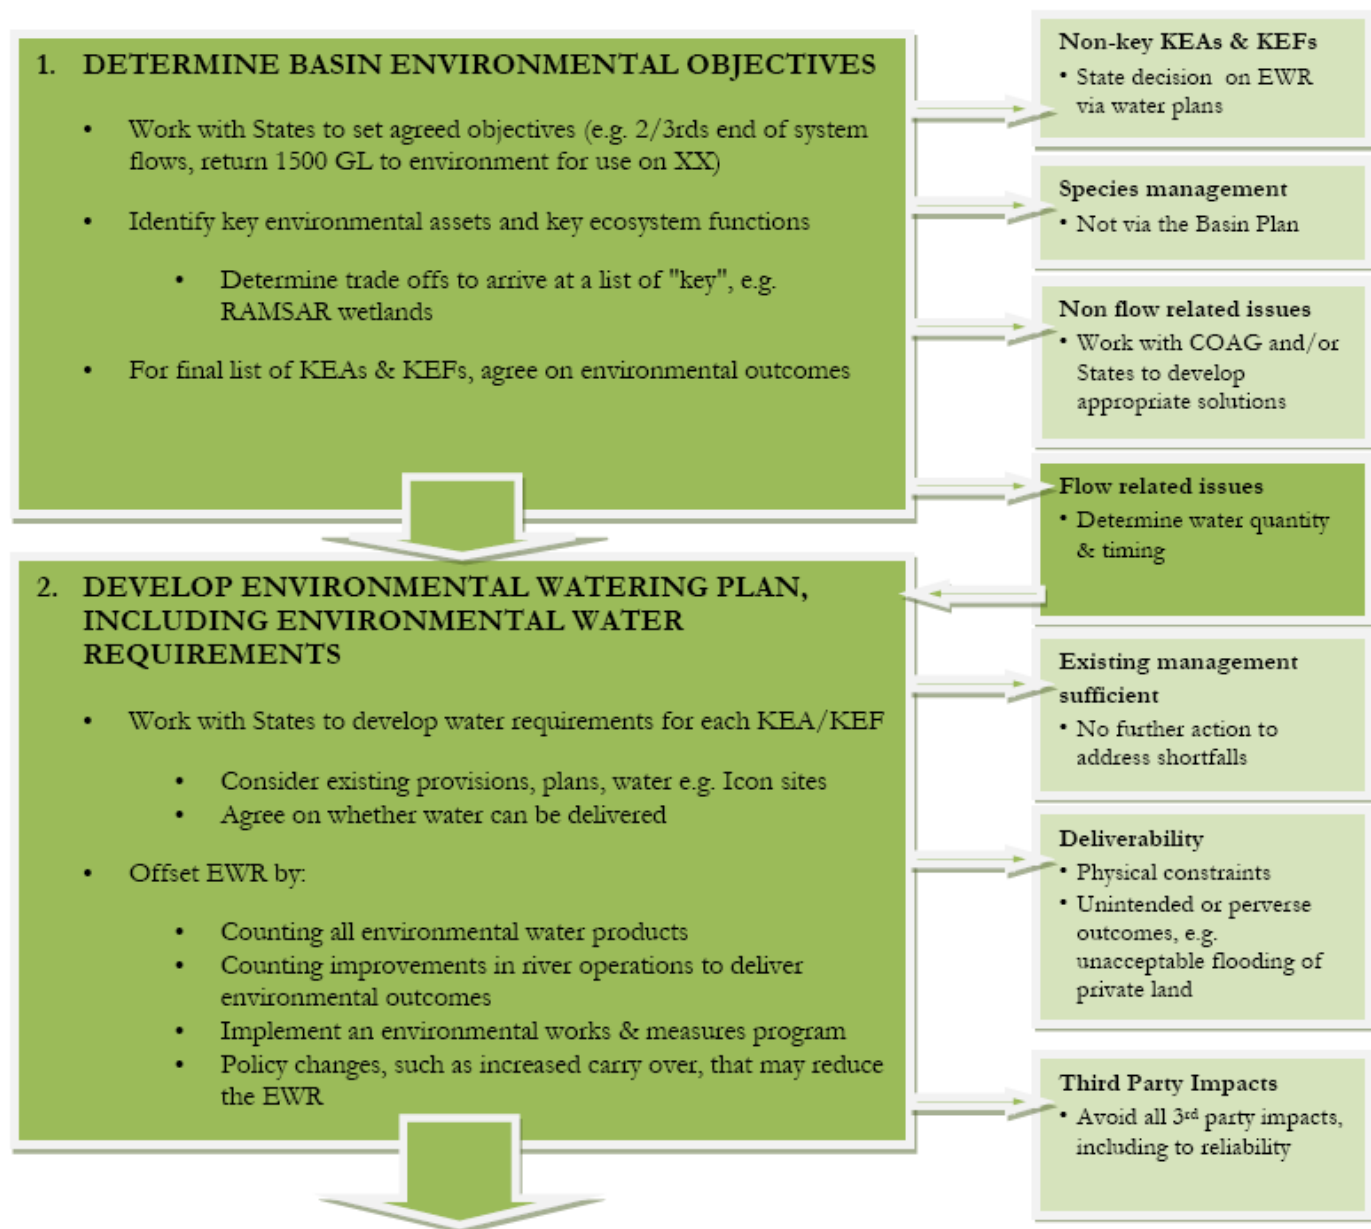 1. DETERMINE BASIN ENVIRONMENTAL OBJECTIVES
• Work with States to set agreed objectives (e.g. 2/3rds end of system
flows, return 1500 GL to environment for use on XX)
• Identify key environmental assets and key ecosystem functions
• Determine trade offs to arrive at a list of "key", e.g.
RAMSAR wetlands
• For final list of KEAs & KEFs, agree on environmental outcomes
Non-key KEAs & KEFs
• State decision on EWR
via water plans
Species management
• Not via the Basin Plan
Non flow related issues
• Work with COAG and/or
States to develop
appropriate solutions
Flow related issues
• Determine water quantity
& timing
2. DEVELOP ENVIRONMENTAL WATERING PLAN,
INCLUDING ENVIRONMENTAL WATER
REQUIREMENTS
• Work with States to develop water requirements for each KEA/KEF
• Consider existing provisions, plans, water e.g. Icon sites
• Agree on whether water can be delivered
• Offset EWR by:
• Counting all environmental water products
• Counting improvements in river operations to deliver
environmental outcomes
• Implement an environmental works & measures program
• Policy changes, such as increased carry over, that may reduce
the EWR
Existing management
sufficient
• No further action to
address shortfalls
Deliverability
• Physical constraints
• Unintended or perverse
outcomes, e.g.
unacceptable flooding of
private land
Third Party Impacts
• Avoid all 3rd party impacts,
including to reliability